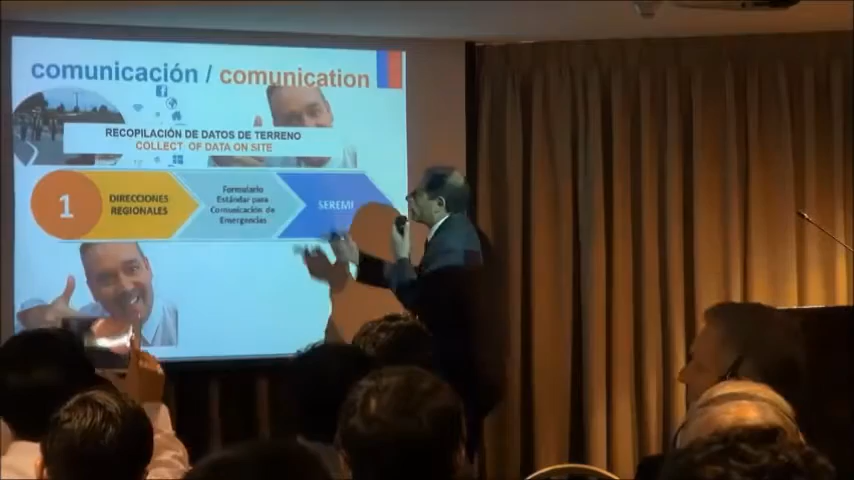 comunicación / communication
RECOPILACIÓN DE DATOS DE TERRENO
COLLECT OF DATA ON SITE
1
DIRECCIONES
REGIONALES
Formulario
Estándar para
Comunicación de
Emergencias
SEREMI